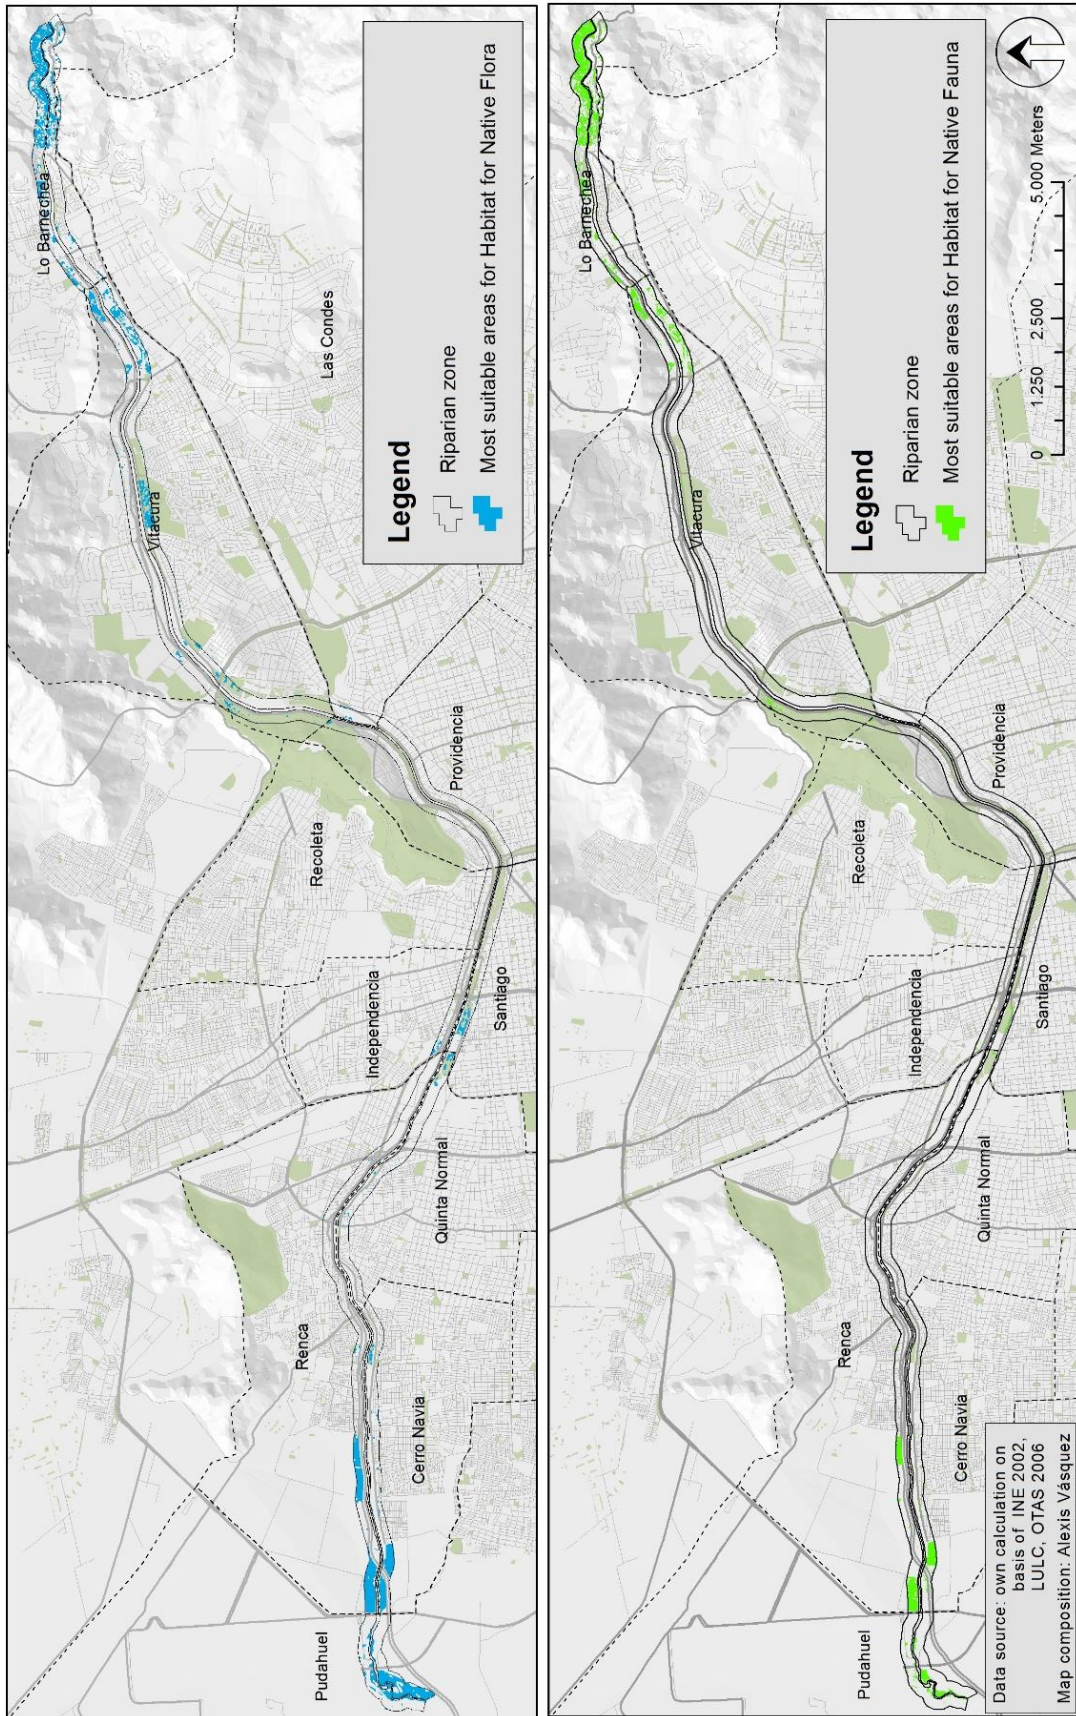 Lo Barnechea
Las Condes
Vitacura
Providencia
Recoleta
Independencia
Santiago
Quinta Normal
Renca
Cerro Navia
Pudahuel
Legend
Riparian zone
Most suitable areas for Habitat for Native Flora
Lo Barnechea
Vitacura
Providencia
Recoleta
Independencia
Santiago
Quinta Normal
Renca
Cerro Navia
Pudahuel
Legend
Riparian zone
Most suitable areas for Habitat for Native Fauna
0 1.250 2.500 5.000 Meters
Data source: own calculation on
basis of INE 2002,
LULC, OTAS 2006
Map composition: Alexis Vásquez